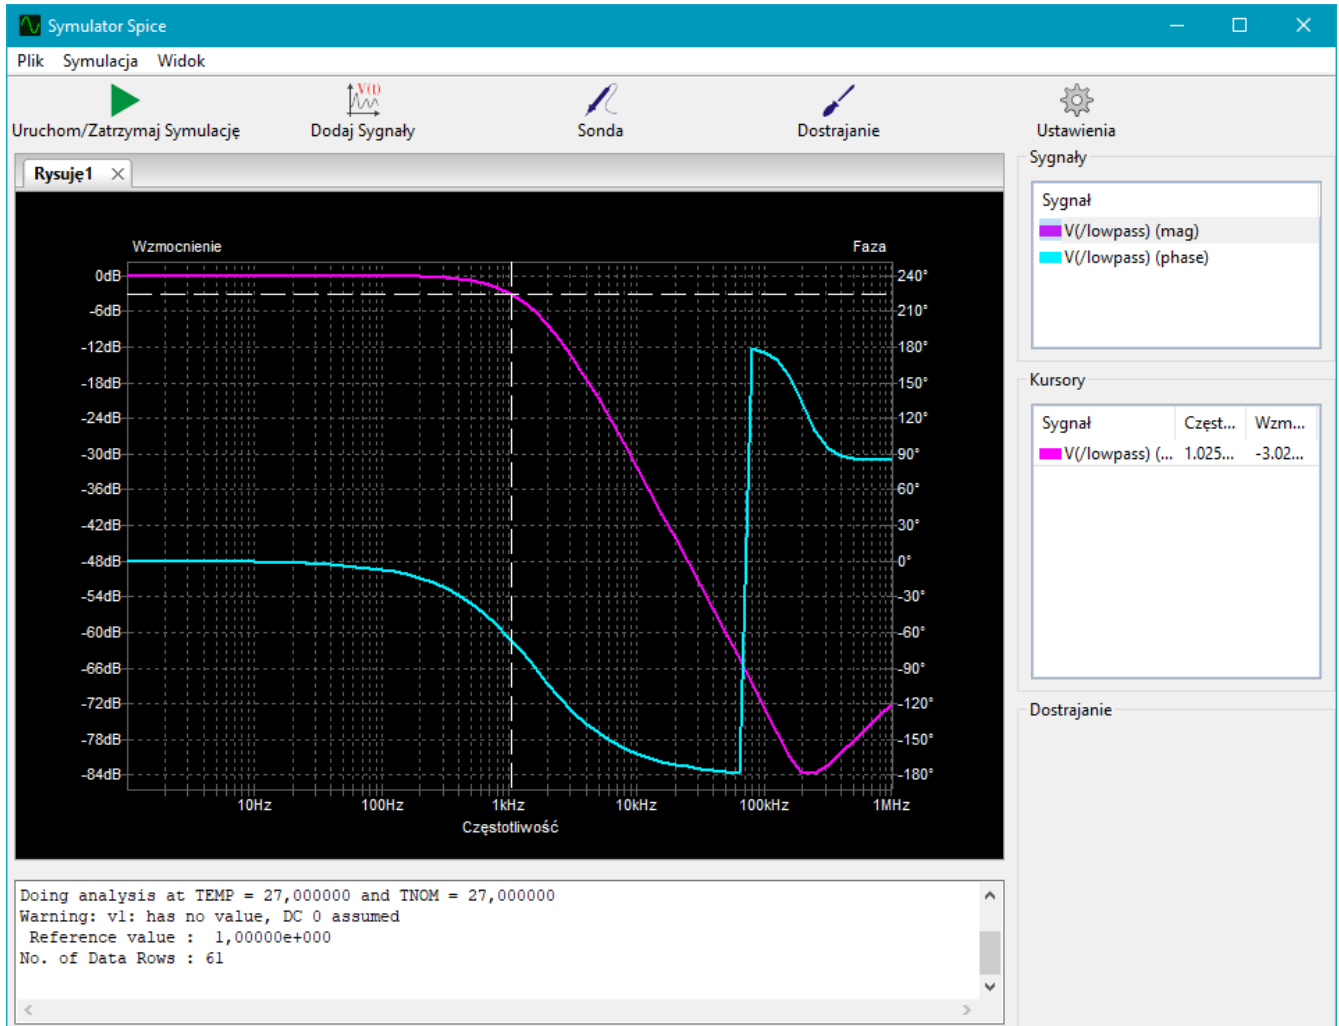 Symulator Spice
Plik Symulacja Widok
Uruchom/Zatrzymaj Symulację Dodaj Sygnały Sonda Dostrajanie Ustawienia
V(t)
Rysuję1
Wzmocnienie Faza
0dB 240°
-6dB 210°
-12dB 180°
-18dB 150°
-24dB 120°
-30dB 90°
-36dB 60°
-42dB 30°
-48dB 0°
-54dB -30°
-60dB -60°
-66dB -90°
-72dB -120°
-78dB -150°
-84dB -180°
10Hz 100Hz 1kHz 10kHz 100kHz 1MHz
Częstotliwość
Sygnały
Sygnał
V(/lowpass) (mag)
V(/lowpass) (phase)
Kursory
Sygnał Częst... Wzm...
V(/lowpass) (... 1.025... -3.02...
Dostrajanie
Doing analysis at TEMP = 27,000000 and TNOM = 27,000000
Warning: v1: has no value, DC 0 assumed
Reference value : 1,00000e+000
No. of Data Rows : 61